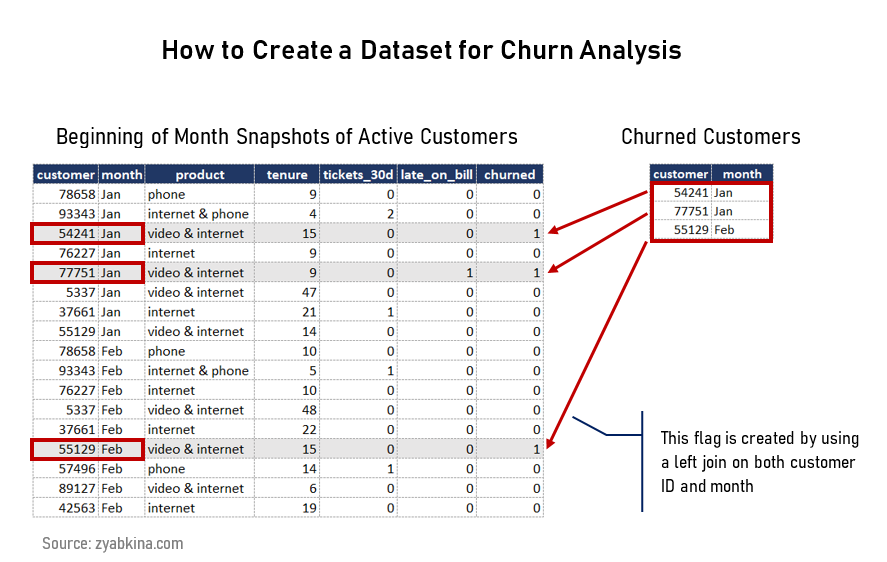 How to Create a Dataset for Churn Analysis
Beginning of Month Snapshots of Active Customers
customer month product tenure tickets_30d late_on_bill churned
78658 Jan phone 9 0 0 0
93343 Jan internet & phone 4 2 0 0
54241 Jan video & internet 15 0 0 1
76227 Jan internet 9 0 0 0
77751 Jan video & internet 9 0 1 1
5337 Jan video & internet 47 0 0 0
37661 Jan internet 21 1 0 0
55129 Jan video & internet 14 0 0 0
78658 Feb phone 10 0 0 0
93343 Feb internet & phone 5 1 0 0
76227 Feb internet 10 0 0 0
5337 Feb video & internet 48 0 0 0
37661 Feb internet 22 0 0 0
55129 Feb video & internet 15 0 0 1
57496 Feb phone 14 1 0 0
89127 Feb video & internet 6 0 0 0
42563 Feb internet 19 0 0 0
Churned Customers
customer month
54241 Jan
77751 Jan
55129 Feb
This flag is created by using
a left join on both customer
ID and month
Source: zyabkina.com